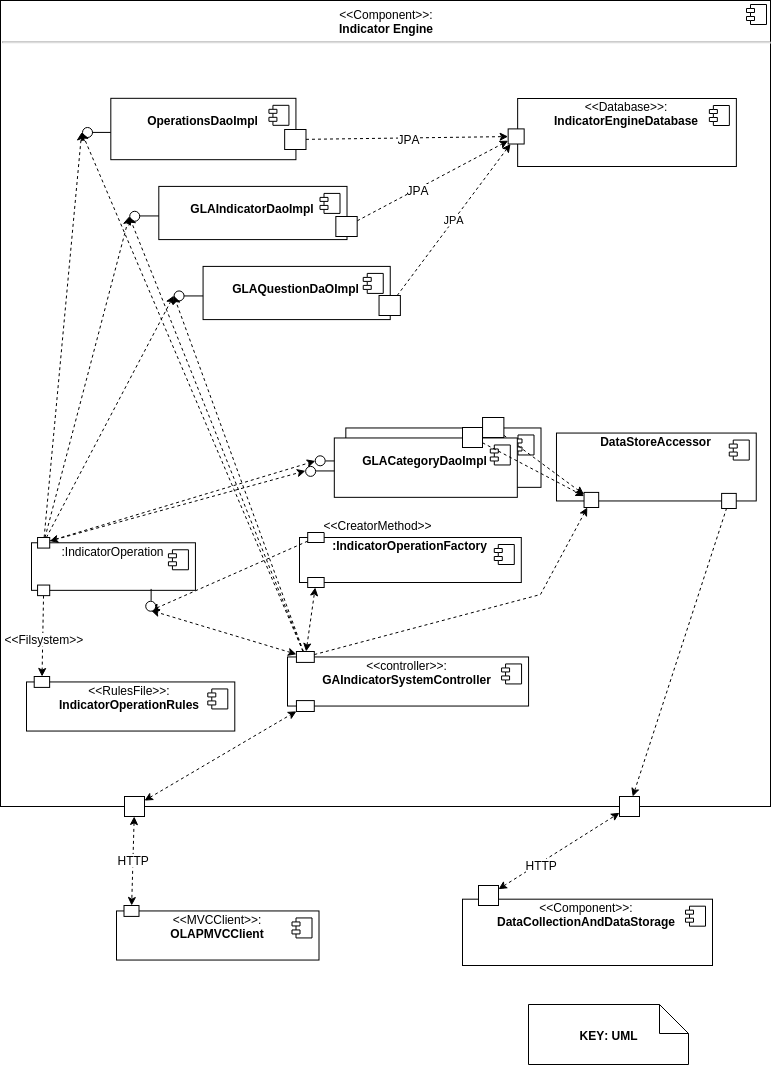 <<Component>>:
Indicator Engine
OperationsDaoImpl
<<Database>>:
IndicatorEngineDatabase
JPA
GLAIndicatorDaoImpl
JPA
JPA
GLAQuestionDaOImpl
GLACategoryDaoImpl
DataStoreAccessor
<<CreatorMethod>>
:IndicatorOperation
:IndicatorOperationFactory
<<Filsystem>>
<<controller>>:
GAIndicatorSystemController
<<RulesFile>>:
IndicatorOperationRules
HTTP
HTTP
<<MVCClient>>:
OLAPMVCClient
<<Component>>:
DataCollectionAndDataStorage
KEY: UML